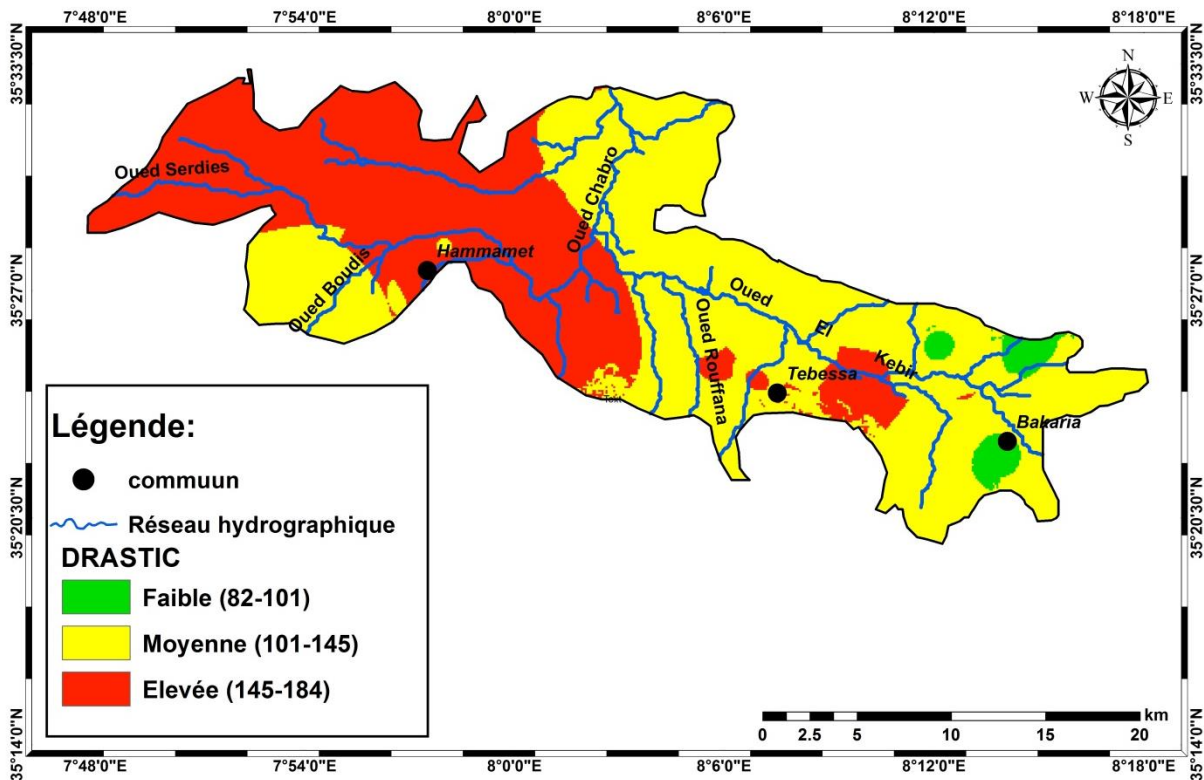 7°48'0"E 7°54'0"E 8°00'0"E 8°6'0"E 8°12'0"E 8°18'0"E
35°33'30"N
35°33'30"N
N
W E
S
Oued Serdies
Oued Chabro
Hammamet
Oued Boudis
35°27'0"N
35°27'0"N
Oued
El
Kebir
Oued Rouffana
Tebessa
Bakaria
Légende:
commuun
Réseau hydrographique
DRASTIC
Faible (82-101)
Moyenne (101-145)
Elevée (145-184)
35°20'30"N
35°20'30"N
km
0 2.5 5 10 15 20
35°14'0"N
35°14'0"N
7°48'0"E 7°54'0"E 8°00'0"E 8°6'0"E 8°12'0"E 8°18'0"E